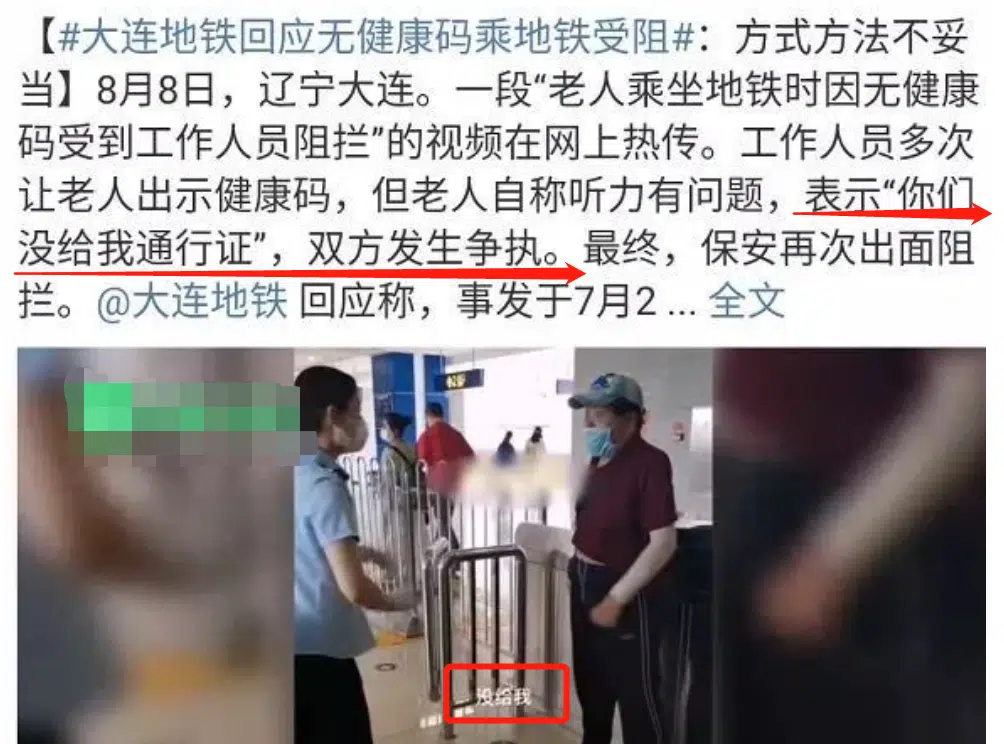 【#大连地铁回应无健康码乘地铁受阻#：方式方法不妥
当】8月8日，辽宁大连。一段“老人乘坐地铁时因无健康
码受到工作人员阻拦”的视频在网上热传。工作人员多次
让老人出示健康码，但老人自称听力有问题，表示“你们
没给我通行证”，双方发生争执。最终，保安再次出面阻
拦。@大连地铁 回应称，事发于7月2 ... 全文
没给我